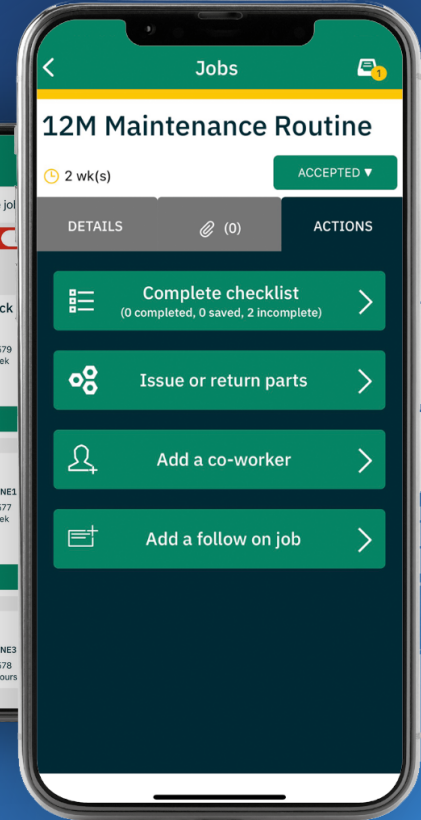 Jobs
1
12M Maintenance Routine
2 wk(s)
ACCEPTED ▼
DETAILS
(0)
ACTIONS
Complete checklist
(0 completed, 0 saved, 2 incomplete)
Issue or return parts
Add a co-worker
Add a follow on job